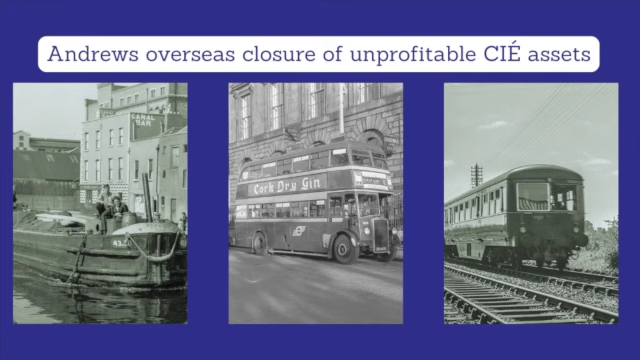 Andrews overseas closure of unprofitable CIÉ assets
CANAL
BAR
Cork Dry Gin
43